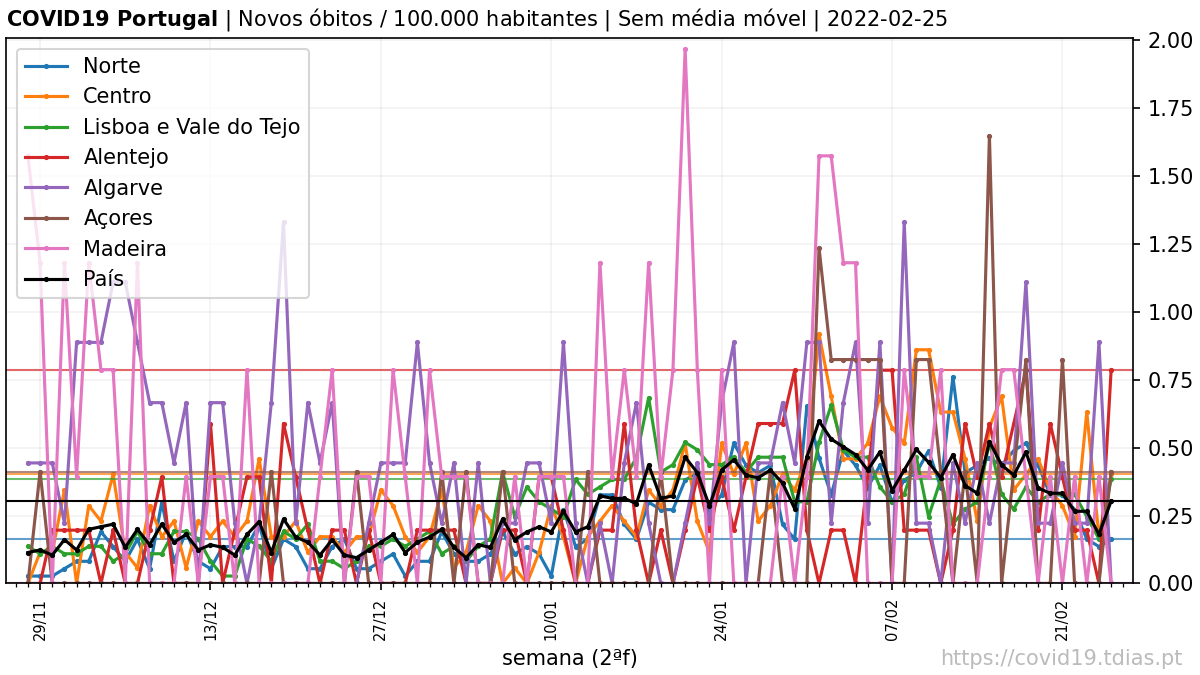 COVID19 Portugal | Novos óbitos / 100.000 habitantes | Sem média móvel | 2022-02-25
Norte
Centro
Lisboa e Vale do Tejo
Alentejo
Algarve
Açores
Madeira
País
2.00
1.75
1.50
1.25
1.00
0.75
0.50
0.25
0.00
29/11
13/12
27/12
10/01
24/01
07/02
21/02
semana (2ªf)
https://covid19.tdias.pt